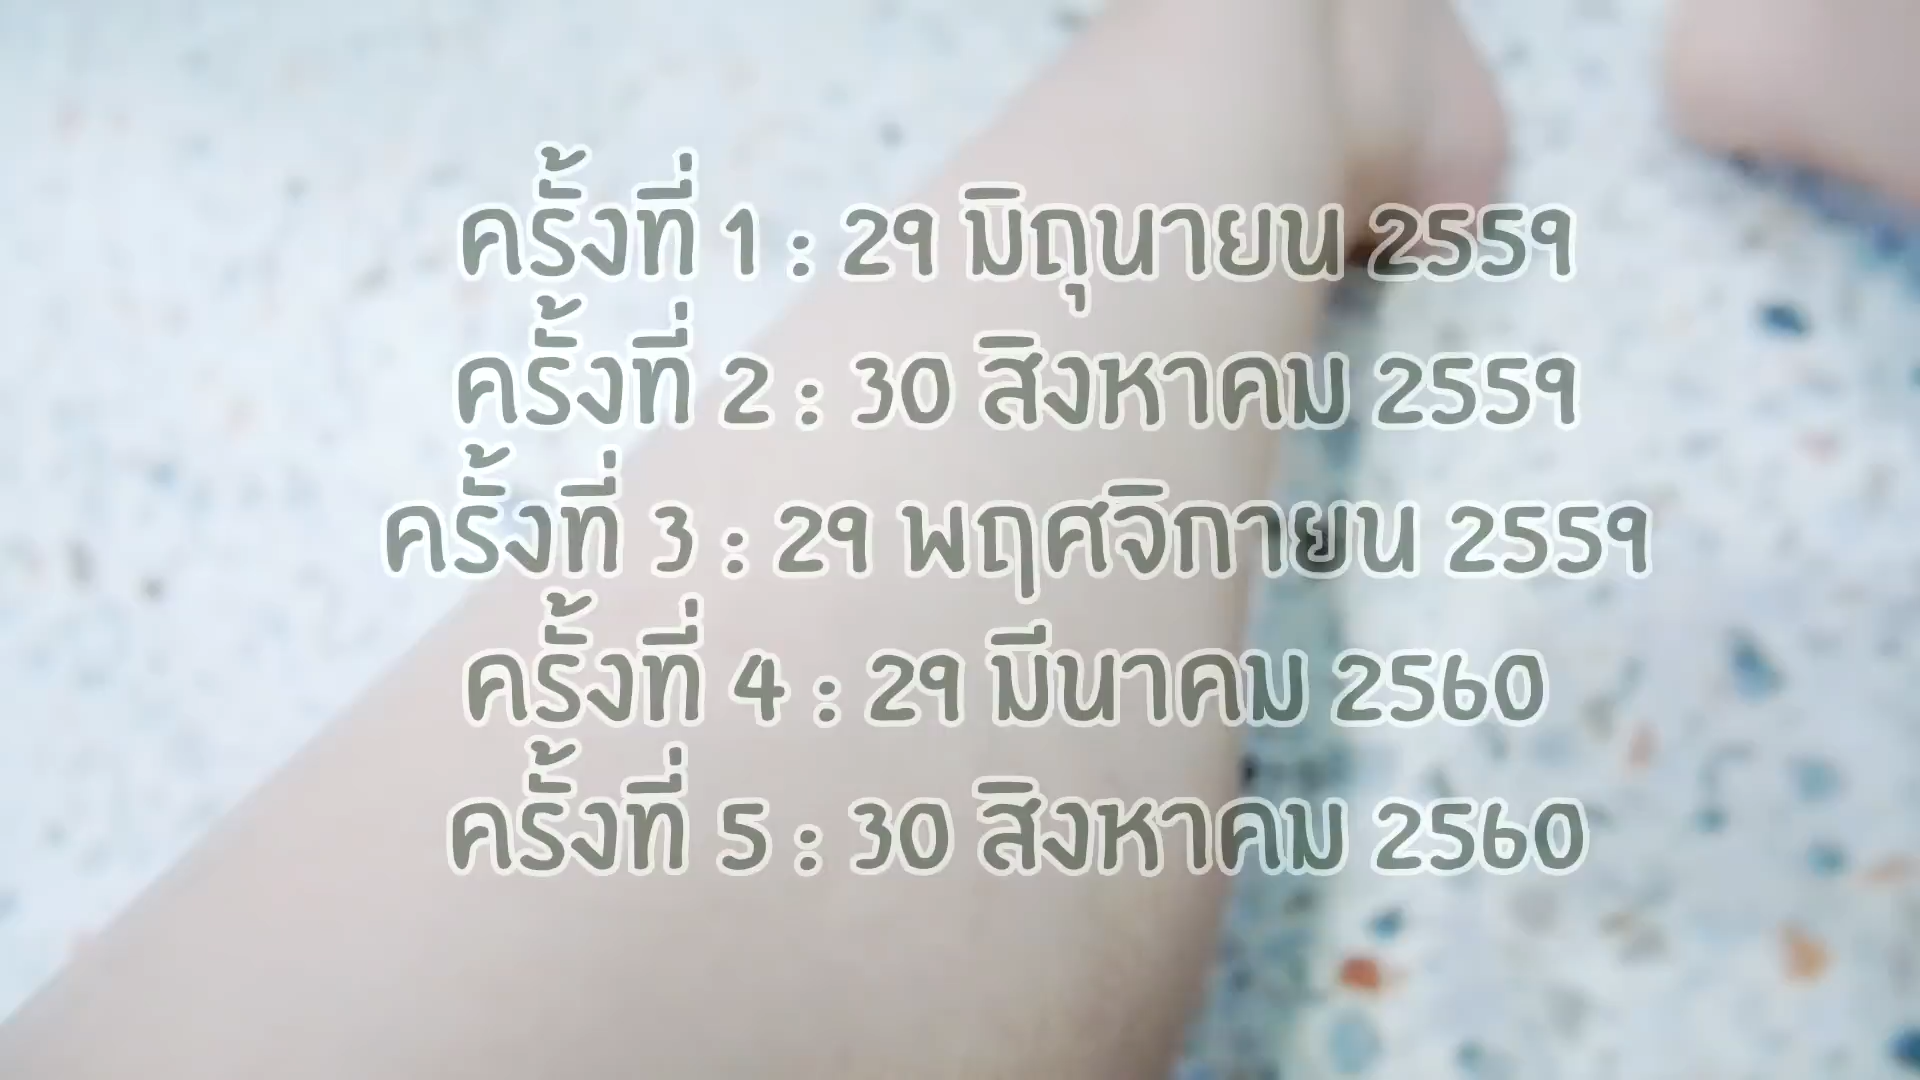 ครั้งที่ 1 : 29 มิถุนายน 2559
ครั้งที่ 2 : 30 สิงหาคม 2559
ครั้งที่ 3 : 29 พฤศจิกายน 2559
ครั้งที่ 4 : 29 มีนาคม 2560
ครั้งที่ 5 : 30 สิงหาคม 2560